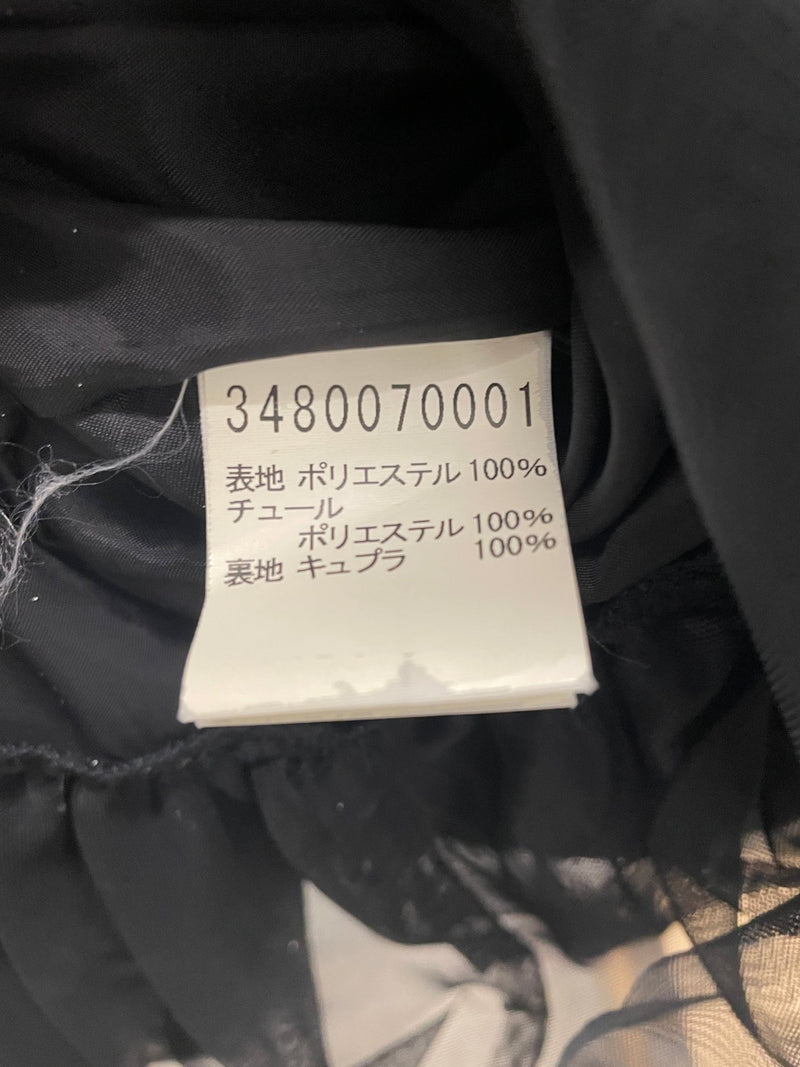 3480070001
表地 ポリエステル 100%
チュール
ポリエステル 100%
裏地 キュプラ 100%